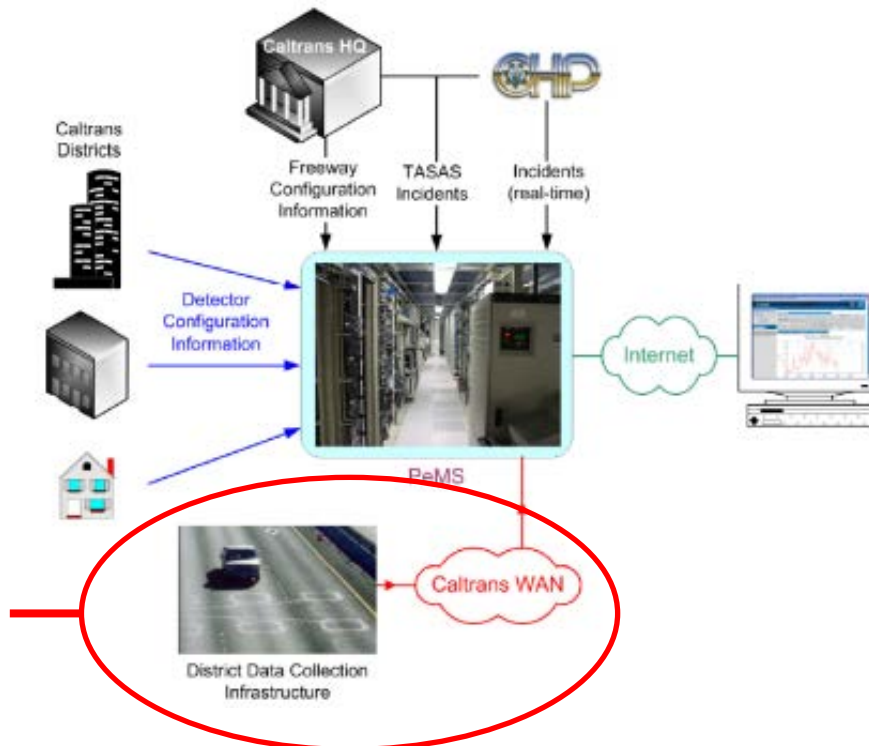 Caltrans HQ
CHP
Caltrans
Districts
Freeway
Configuration
Information
TASAS
Incidents
Incidents
(real-time)
Detector
Configuration
Information
Internet
PeMS
Caltrans WAN
District Data Collection
Infrastructure